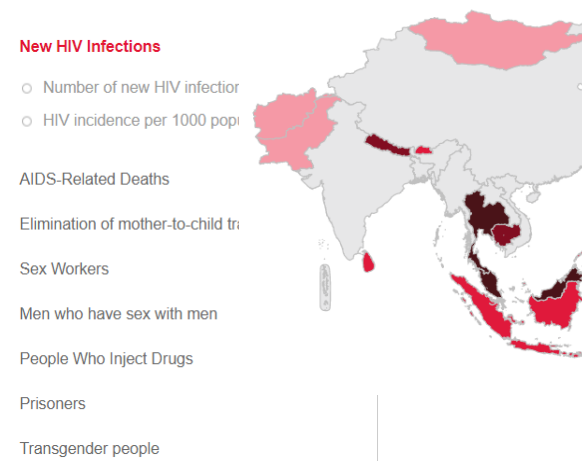 New HIV Infections
Number of new HIV infection
HIV incidence per 1000 popu
AIDS-Related Deaths
Elimination of mother-to-child tra
Sex Workers
Men who have sex with men
People Who Inject Drugs
Prisoners
Transgender people